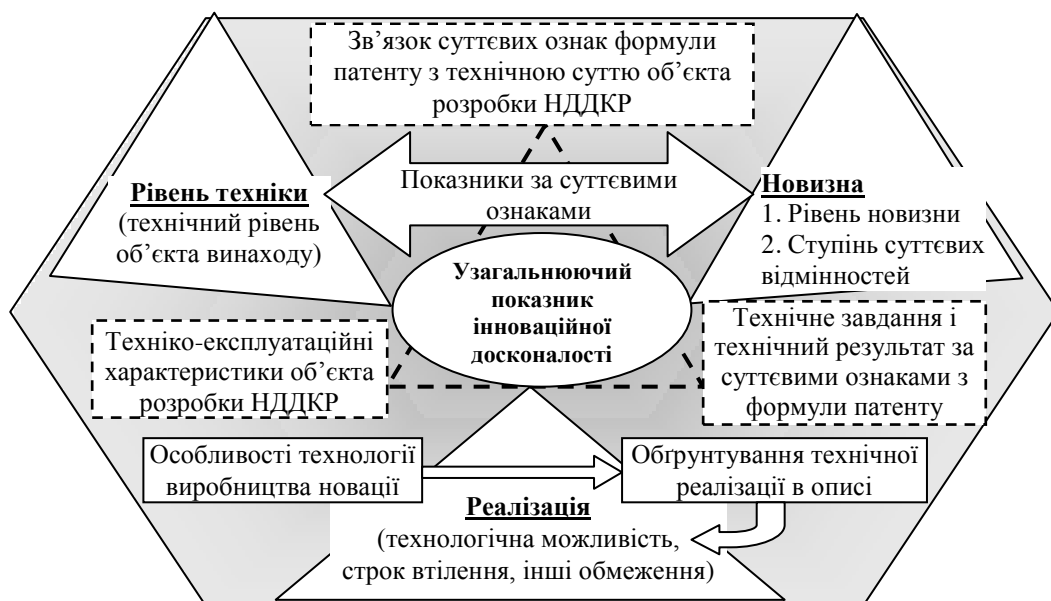 Зв’язок суттєвих ознак формули
патенту з технічною суттю об’єкта
розробки НДДКР
Рівень техніки
(технічний рівень
об’єкта винаходу)
Показники за суттєвими
ознаками
Новизна
1. Рівень новизни
2. Ступінь суттєвих
відмінностей
Узагальнюючий
показник
інноваційної
досконалості
Техніко-експлуатаційні
характеристики об’єкта
розробки НДДКР
Технічне завдання і
технічний результат за
суттєвими ознаками з
формули патенту
Особливості технології
виробництва новації
Обґрунтування технічної
реалізації в описі
Реалізація
(технологічна можливість,
строк втілення, інші обмеження)